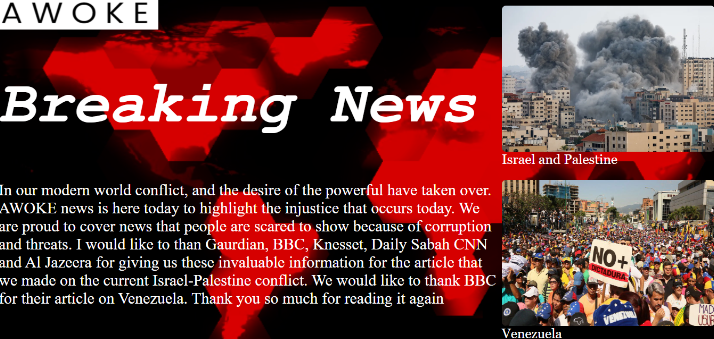 AWOKE
Breaking News
In our modern world conflict, and the desire of the powerful have taken over.
AWOKE news is here today to highlight the injustice that occurs today. We
are proud to cover news that people are scared to show because of corruption
and threats. I would like to than Gaurdian, BBC, Knesset, Daily Sabah CNN
and Al Jazeera for giving us these invaluable information for the article that
we made on the current Israel-Palestine conflict. We would like to thank BBC
for their article on Venezuela. Thank you so much for reading it again
Israel and Palestine
NO+
DICTADURA
VENEZUELA
MAD
Venezuela